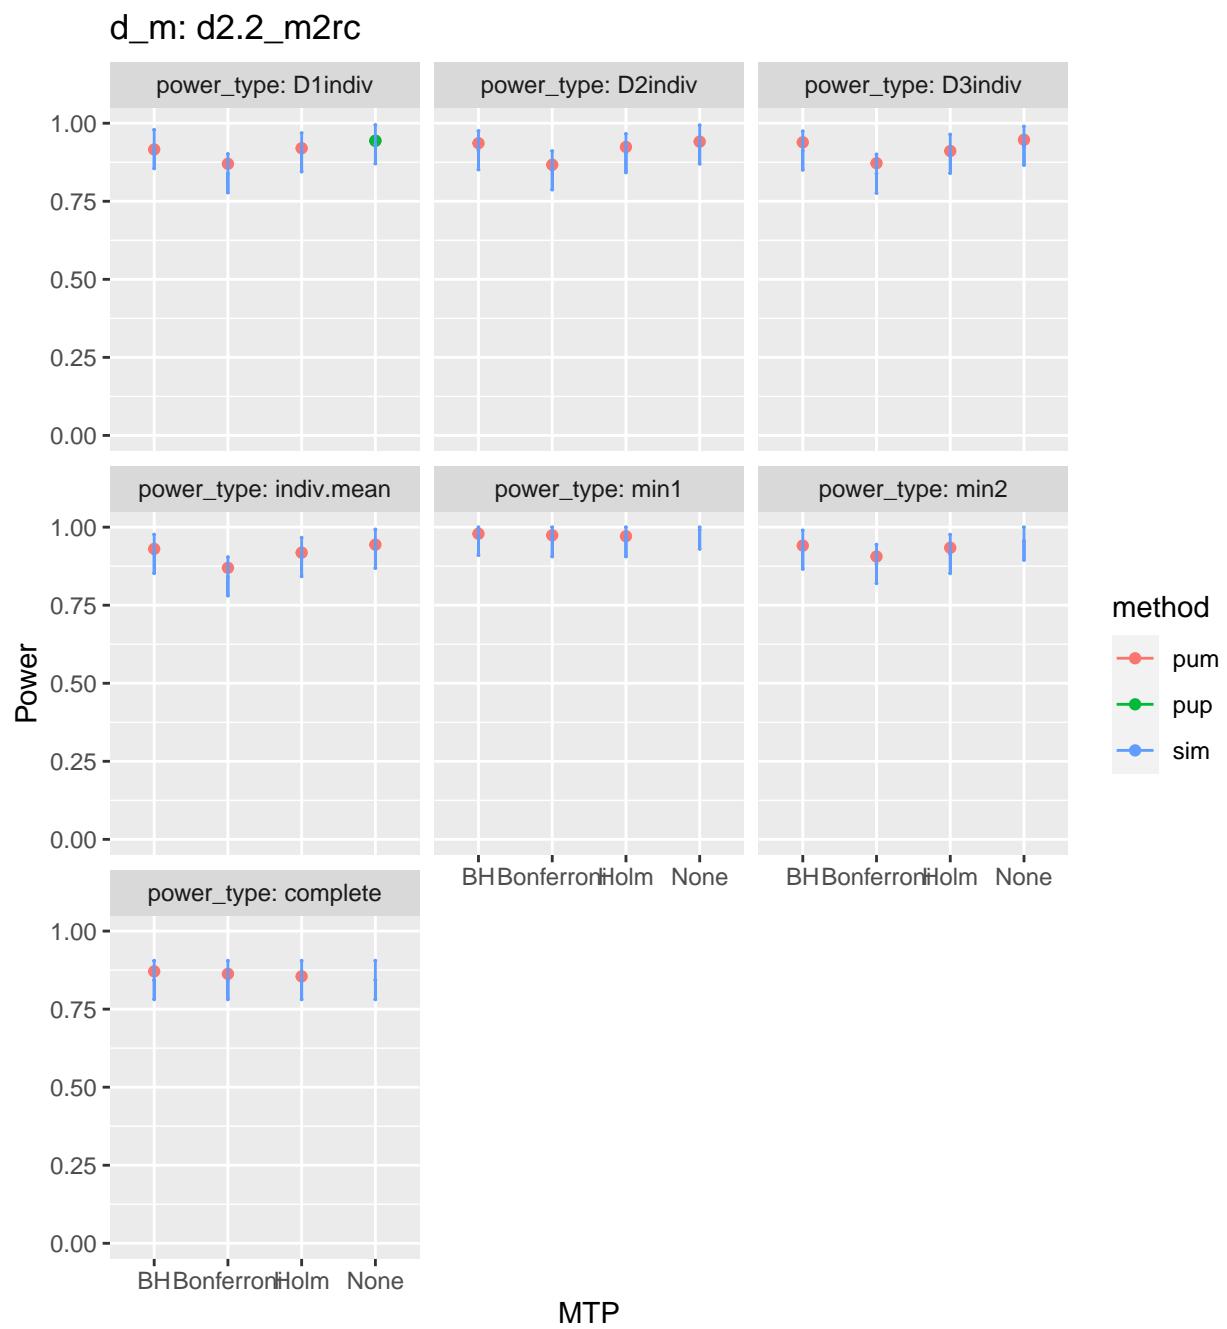 d_m: d2.2_m2rc
power_type: D1indiv
power_type: D2indiv
power_type: D3indiv
1.00
0.75
0.50
0.25
0.00
power_type: indiv.mean
power_type: min1
power_type: min2
1.00
0.75
0.50
0.25
0.00
BH Bonferroni Holm None
BH Bonferroni Holm None
power_type: complete
1.00
0.75
0.50
0.25
0.00
BH Bonferroni Holm None
MTP
Power
method
pum
pup
sim